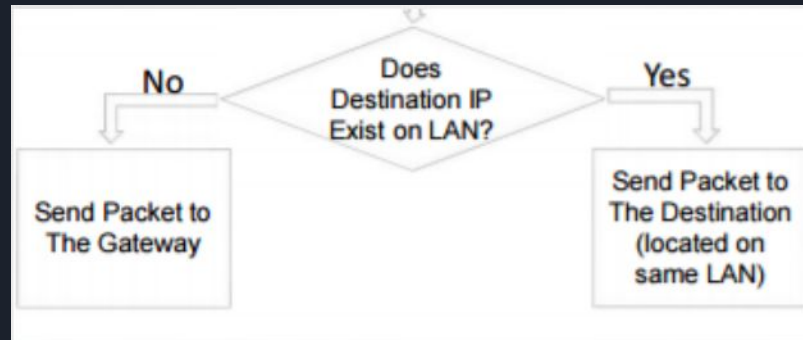 No
Does
Destination IP
Exist on LAN?
Yes
Send Packet to
The Gateway
Send Packet to
The Destination
(located on
same LAN)